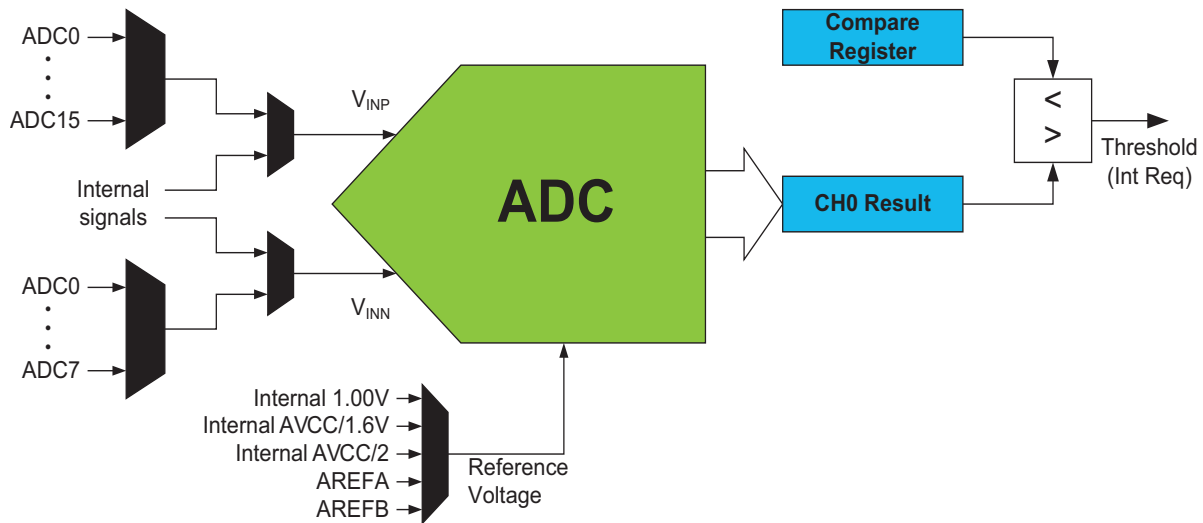 ADC0
•
•
•
ADC15
Internal
signals
ADC0
•
•
•
ADC7
VINP
VINN
ADC
Internal 1.00V
Internal AVCC/1.6V
Internal AVCC/2
AREFA
AREFB
Reference
Voltage
Compare
Register
CH0 Result
<
>
Threshold
(Int Req)